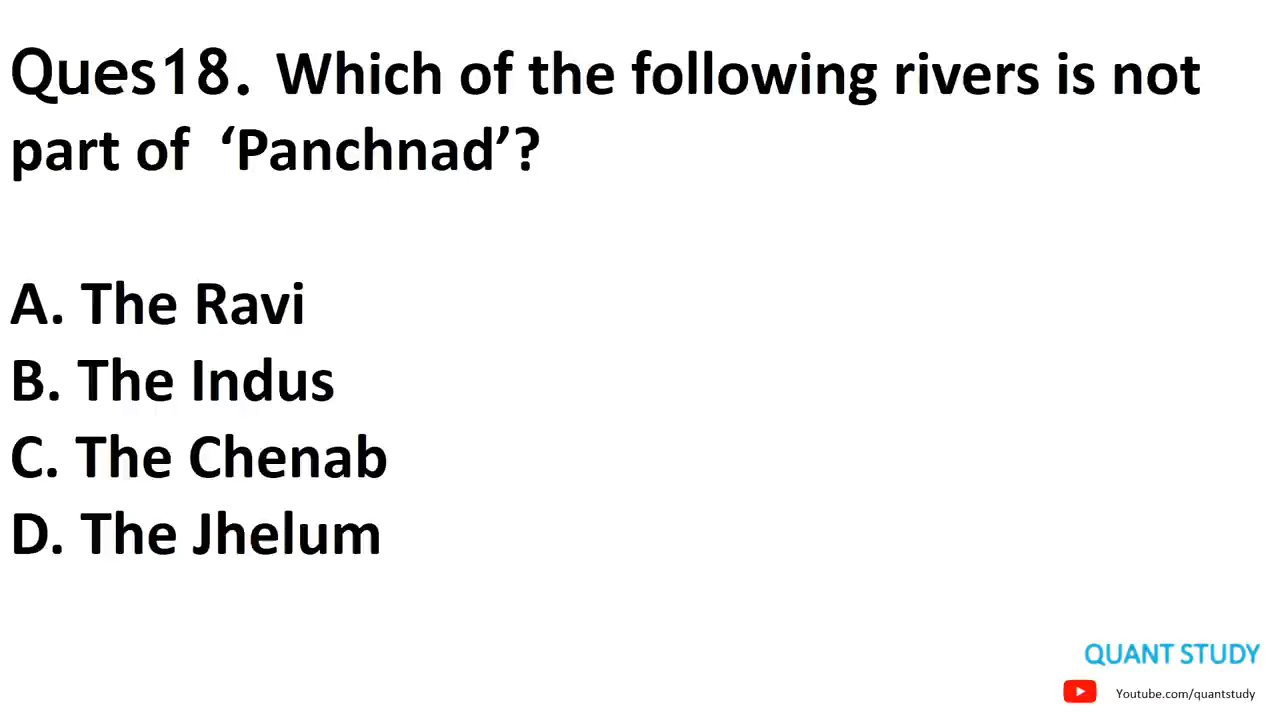 Ques18. Which of the following rivers is not
part of ‘Panchnad’?
A. The Ravi
B. The Indus
C. The Chenab
D. The Jhelum
QUANT STUDY
Youtube.com/quantstudy